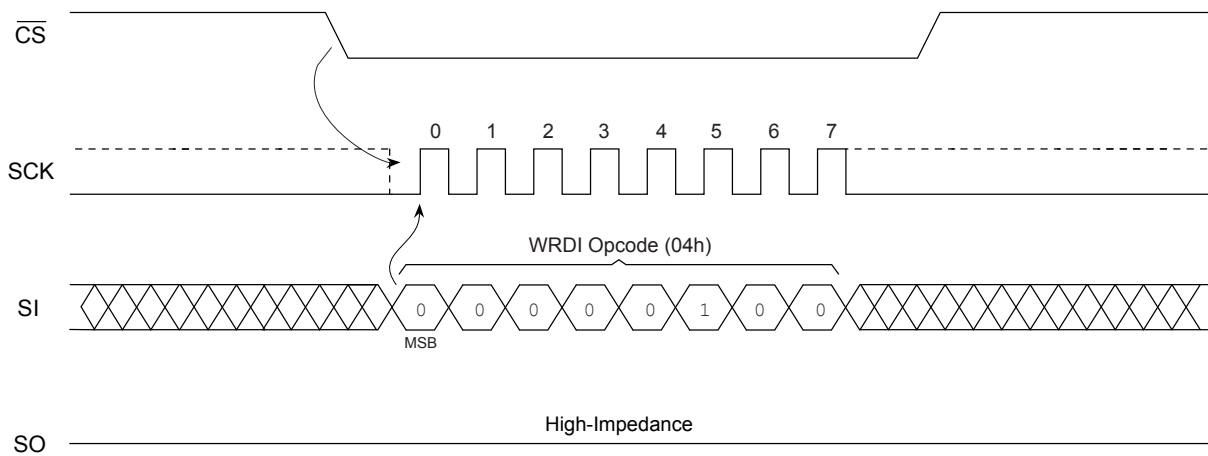 CS
0 1 2 3 4 5 6 7
SCK
WRDI Opcode (04h)
SI
0 0 0 0 0 1 0 0
MSB
High-Impedance
SO